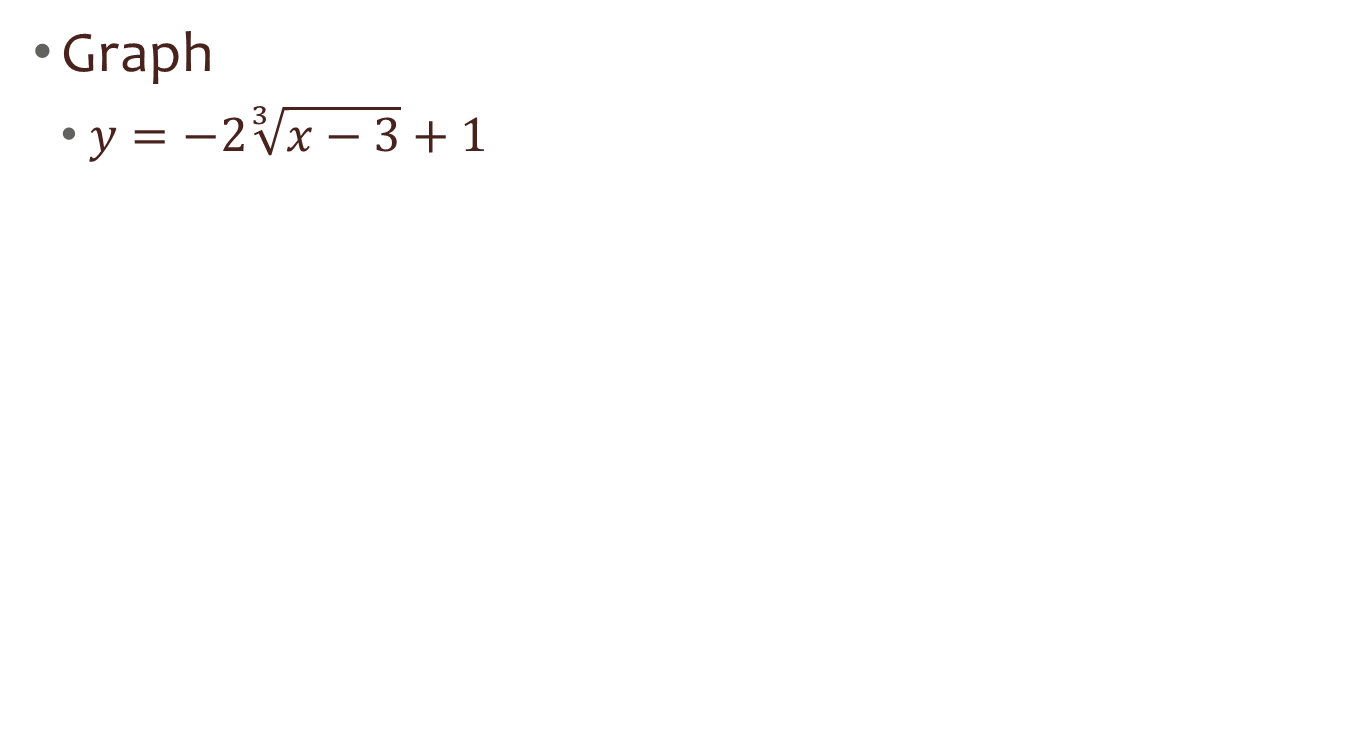 • Graph
• y = −2∛(x − 3) + 1